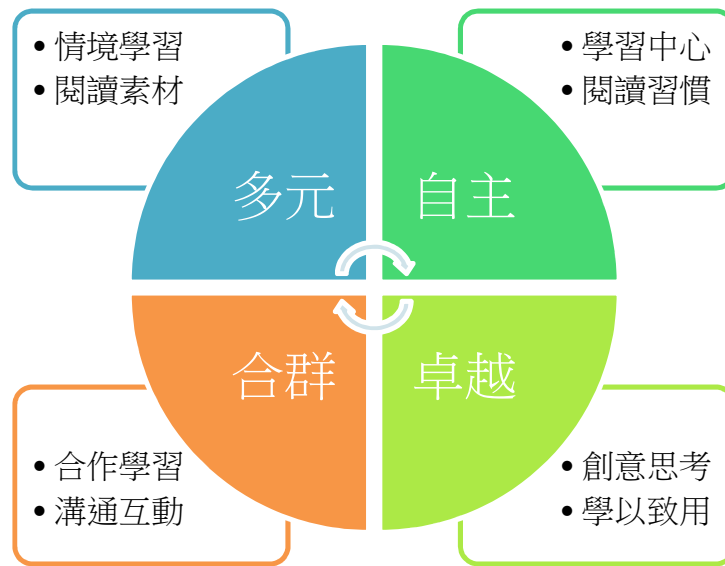 • 情境學習
• 閱讀素材
• 學習中心
• 閱讀習慣
多元
自主
合群
卓越
• 合作學習
• 溝通互動
• 創意思考
• 學以致用